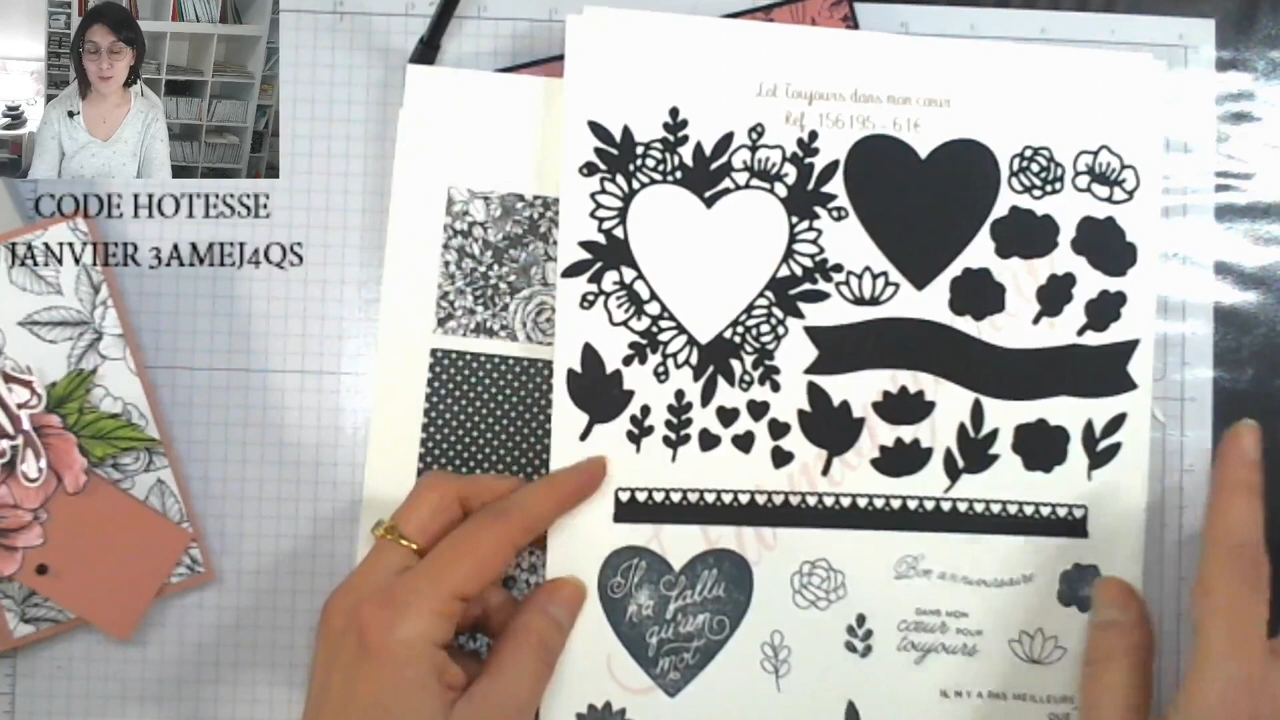 CODE HOTESSE
JANVIER 3AMEJ4QS
Lot Toujours dans mon cœur
Réf. 156195 - 61€
Il
n'a fallu
qu'un
mot
Bon anniversaire
DANS MON
cœur POUR
toujours
IL N'Y A PAS MEILLEURE
QUE